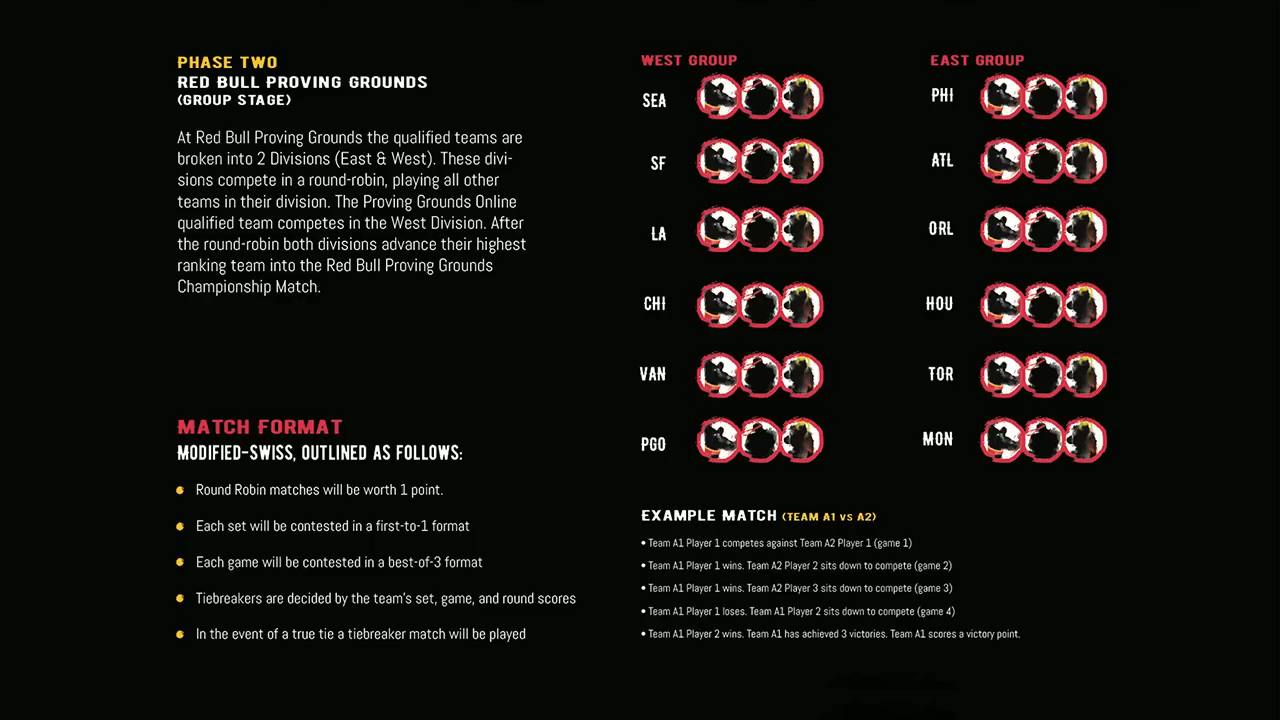 PHASE TWO
RED BULL PROVING GROUNDS
(GROUP STAGE)
At Red Bull Proving Grounds the qualified teams are
broken into 2 Divisions (East & West). These divi-
sions compete in a round-robin, playing all other
teams in their division. The Proving Grounds Online
qualified team competes in the West Division. After
the round-robin both divisions advance their highest
ranking team into the Red Bull Proving Grounds
Championship Match.
MATCH FORMAT
MODIFIED-SWISS, OUTLINED AS FOLLOWS:
Round Robin matches will be worth 1 point.
Each set will be contested in a first-to-1 format
Each game will be contested in a best-of-3 format
Tiebreakers are decided by the team's set, game, and round scores
In the event of a true tie a tiebreaker match will be played
WEST GROUP
SEA
SF
LA
CHI
VAN
PGO
EAST GROUP
PHI
ATL
ORL
HOU
TOR
MON
EXAMPLE MATCH (TEAM A1 VS A2)
• Team A1 Player 1 competes against Team A2 Player 1 (game 1)
• Team A1 Player 1 wins. Team A2 Player 2 sits down to compete (game 2)
• Team A1 Player 1 wins. Team A2 Player 3 sits down to compete (game 3)
• Team A1 Player 1 loses. Team A1 Player 2 sits down to compete (game 4)
• Team A1 Player 2 wins. Team A1 has achieved 3 victories. Team A1 scores a victory point.